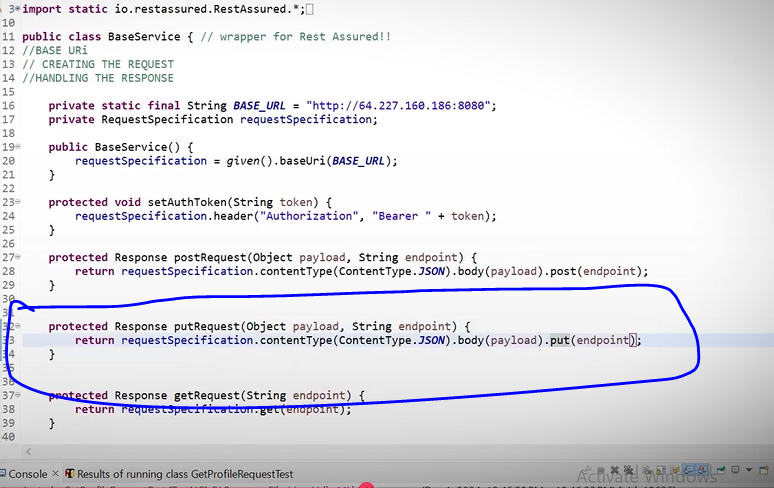 3 import static io.restassured.RestAssured.*;
10
11 public class BaseService { // wrapper for Rest Assured!!
12 //BASE URi
13 // CREATING THE REQUEST
14 //HANDLING THE RESPONSE
15
16 private static final String BASE_URL = "http://64.227.160.186:8080";
17 private RequestSpecification requestSpecification;
18
19 public BaseService() {
20 requestSpecification = given().baseUri(BASE_URL);
21 }
22
23 protected void setAuthToken(String token) {
24 requestSpecification.header("Authorization", "Bearer " + token);
25 }
26
27 protected Response postRequest(Object payload, String endpoint) {
28 return requestSpecification.contentType(ContentType.JSON).body(payload).post(endpoint);
29 }
30
31
32 protected Response putRequest(Object payload, String endpoint) {
33 return requestSpecification.contentType(ContentType.JSON).body(payload).put(endpoint);
34 }
35
36
37 protected Response getRequest(String endpoint) {
38 return requestSpecification.get(endpoint);
39 }
40
Console × Results of running class GetProfileRequestTest
Activate Windows